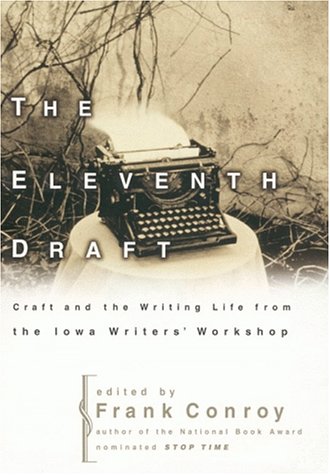 THE
ELEVENTH
DRAFT
Craft and the Writing Life from
the Iowa Writers' Workshop
edited by
Frank Conroy
author of the National Book Award
nominated STOP TIME